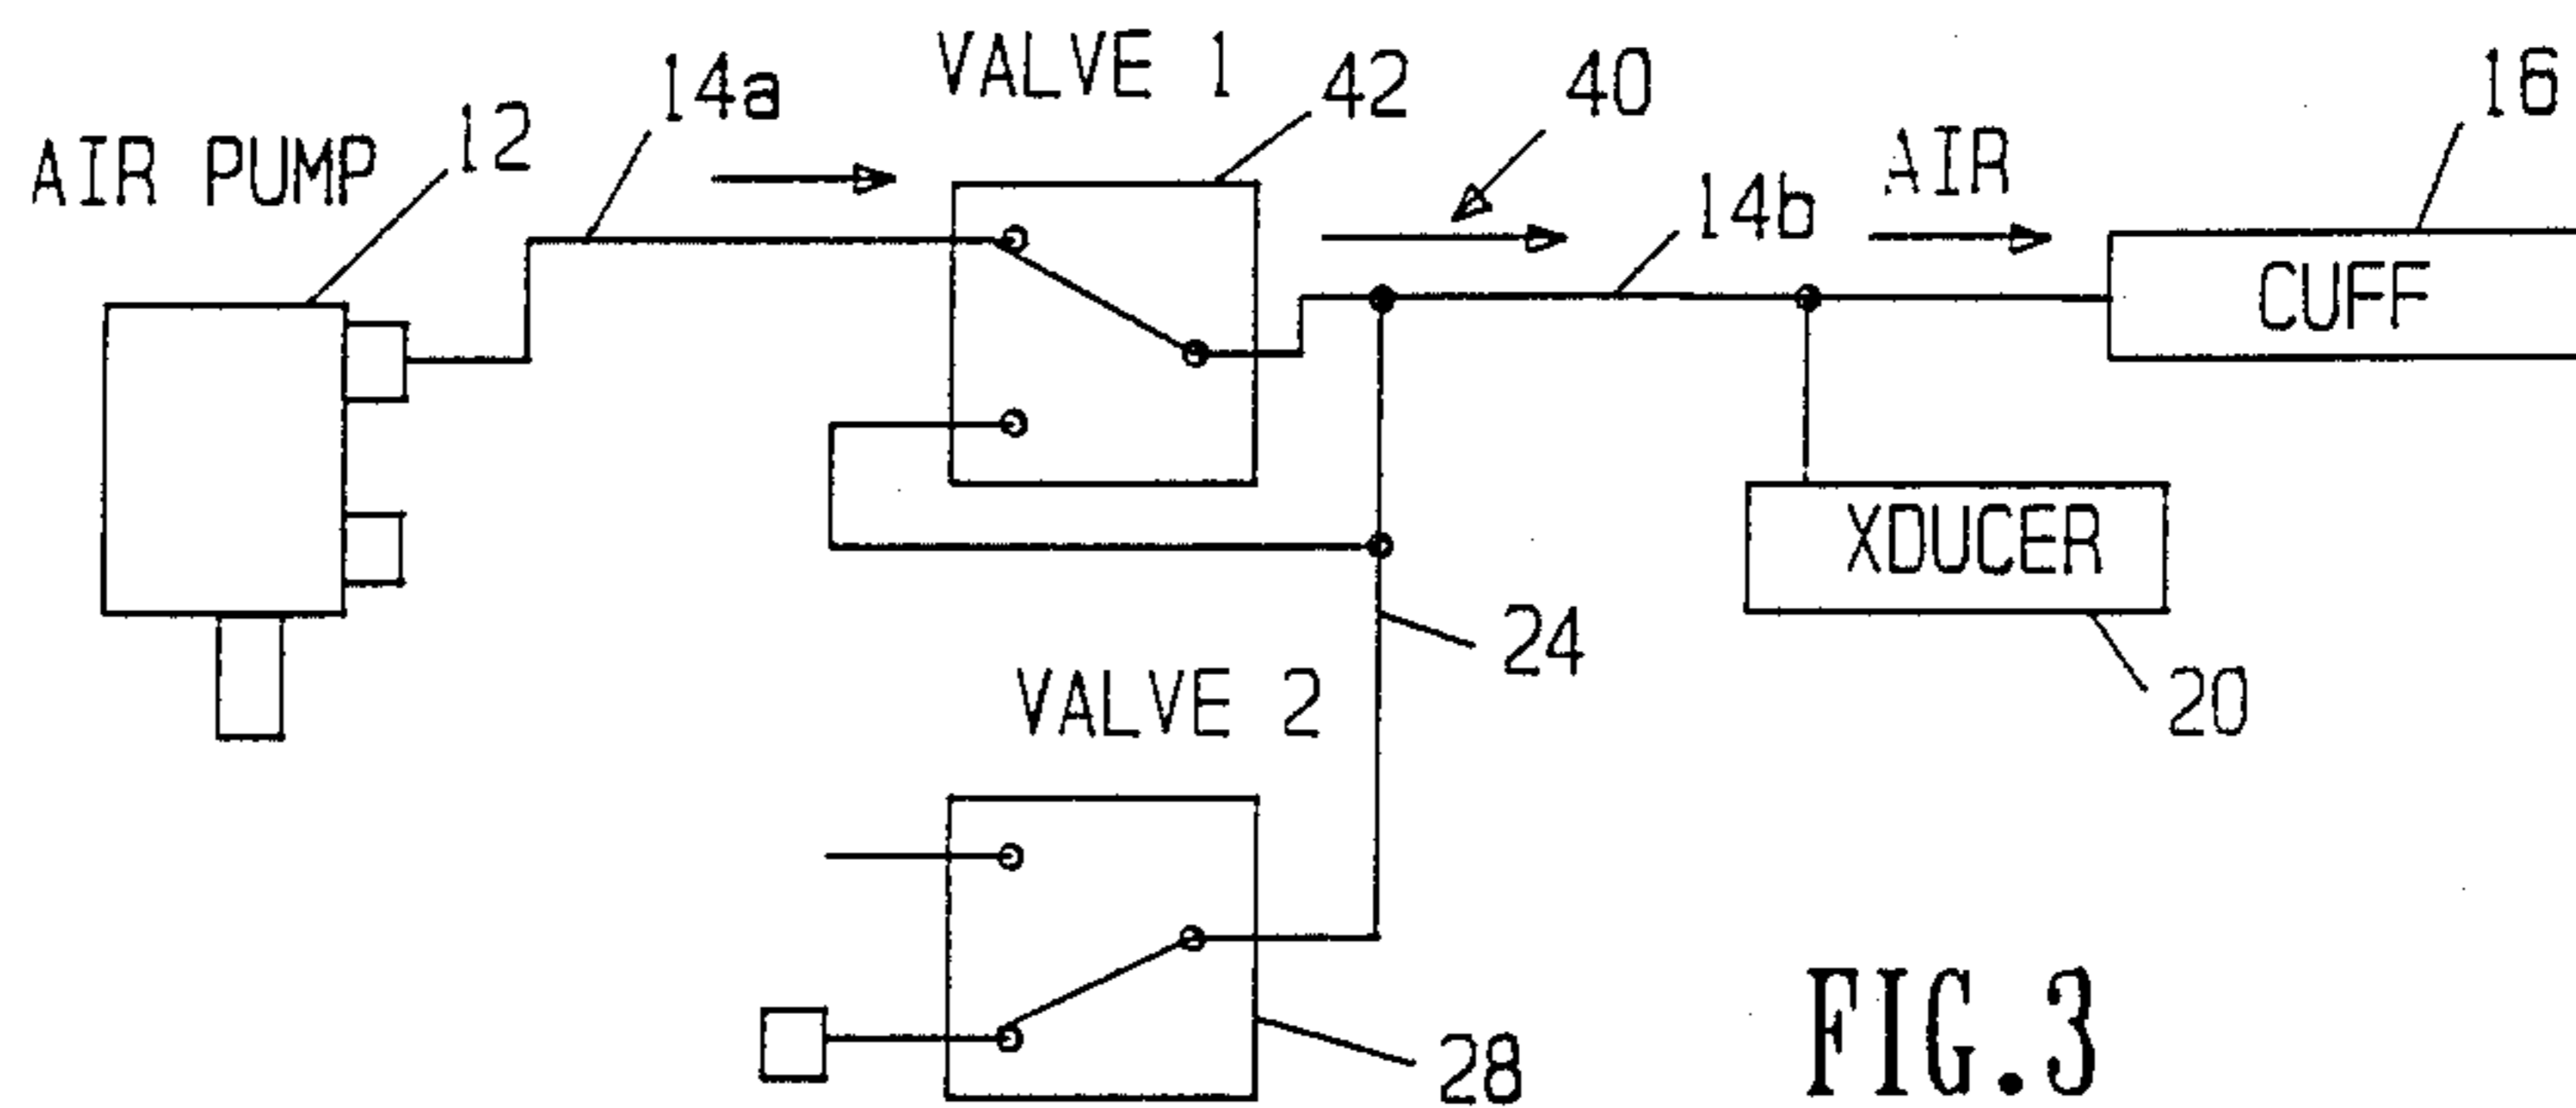 VALVE 1
14a
42
40
16
AIR PUMP
12
AIR
14b
CUFF
XDUCER
24
VALVE 2
20
28
FIG.3